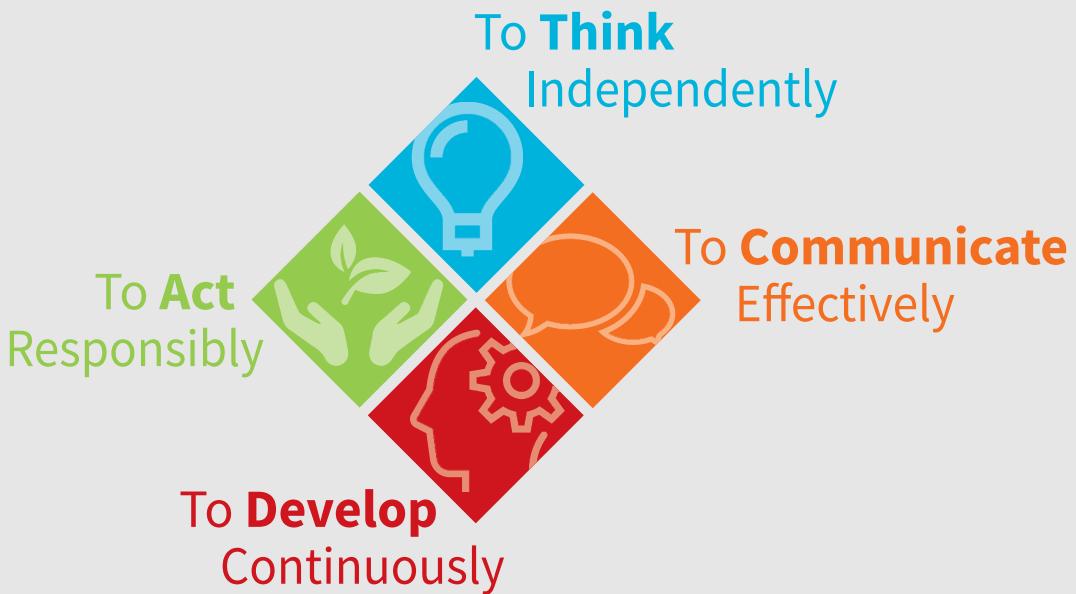 To Think
Independently
To Communicate
Effectively
To Act
Responsibly
To Develop
Continuously